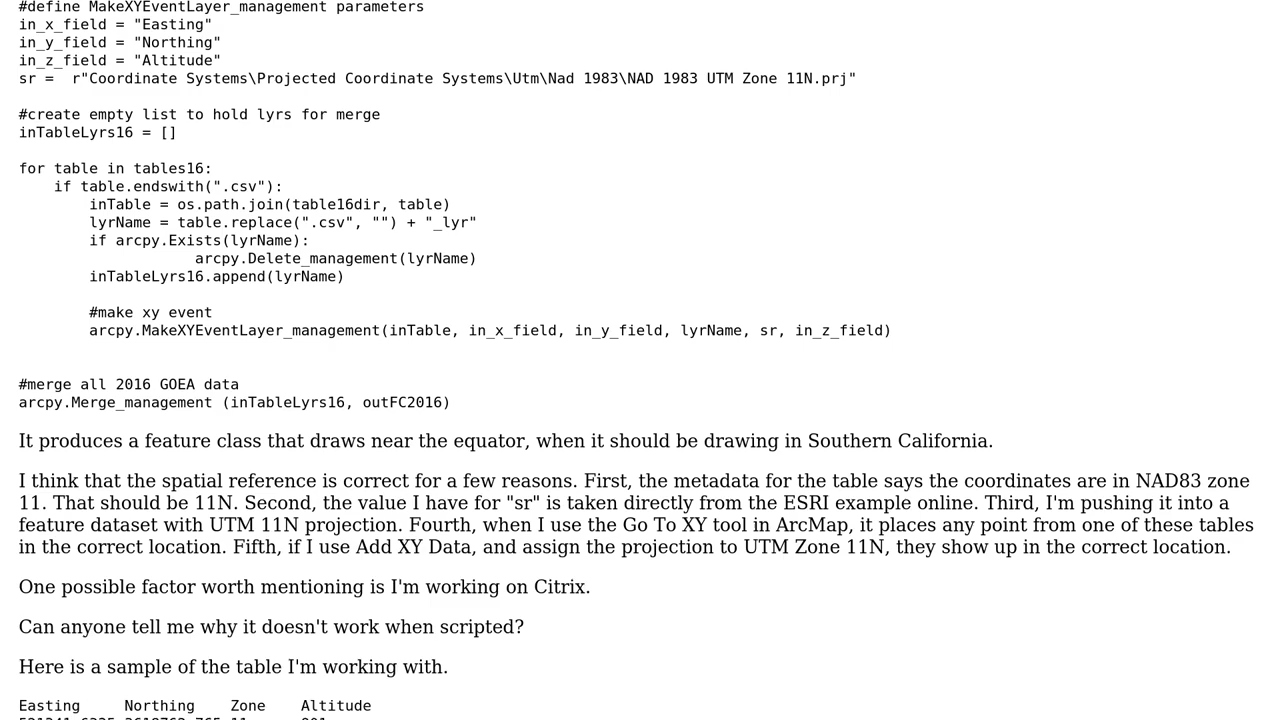 #define MakeXYEventLayer_management parameters
in_x_field = "Easting"
in_y_field = "Northing"
in_z_field = "Altitude"
sr =  r"Coordinate Systems\Projected Coordinate Systems\Utm\Nad 1983\NAD 1983 UTM Zone 11N.prj"
#create empty list to hold lyrs for merge
inTableLyrs16 = []
for table in tables16:
    if table.endswith(".csv"):
        inTable = os.path.join(table16dir, table)
        lyrName = table.replace(".csv", "") + "_lyr"
        if arcpy.Exists(lyrName):
                    arcpy.Delete_management(lyrName)
        inTableLyrs16.append(lyrName)
        #make xy event
        arcpy.MakeXYEventLayer_management(inTable, in_x_field, in_y_field, lyrName, sr, in_z_field)
#merge all 2016 GOEA data
arcpy.Merge_management (inTableLyrs16, outFC2016)
It produces a feature class that draws near the equator, when it should be drawing in Southern California.
I think that the spatial reference is correct for a few reasons. First, the metadata for the table says the coordinates are in NAD83 zone
11. That should be 11N. Second, the value I have for "sr" is taken directly from the ESRI example online. Third, I'm pushing it into a
feature dataset with UTM 11N projection. Fourth, when I use the Go To XY tool in ArcMap, it places any point from one of these tables
in the correct location. Fifth, if I use Add XY Data, and assign the projection to UTM Zone 11N, they show up in the correct location.
One possible factor worth mentioning is I'm working on Citrix.
Can anyone tell me why it doesn't work when scripted?
Here is a sample of the table I'm working with.
Easting     Northing    Zone    Altitude